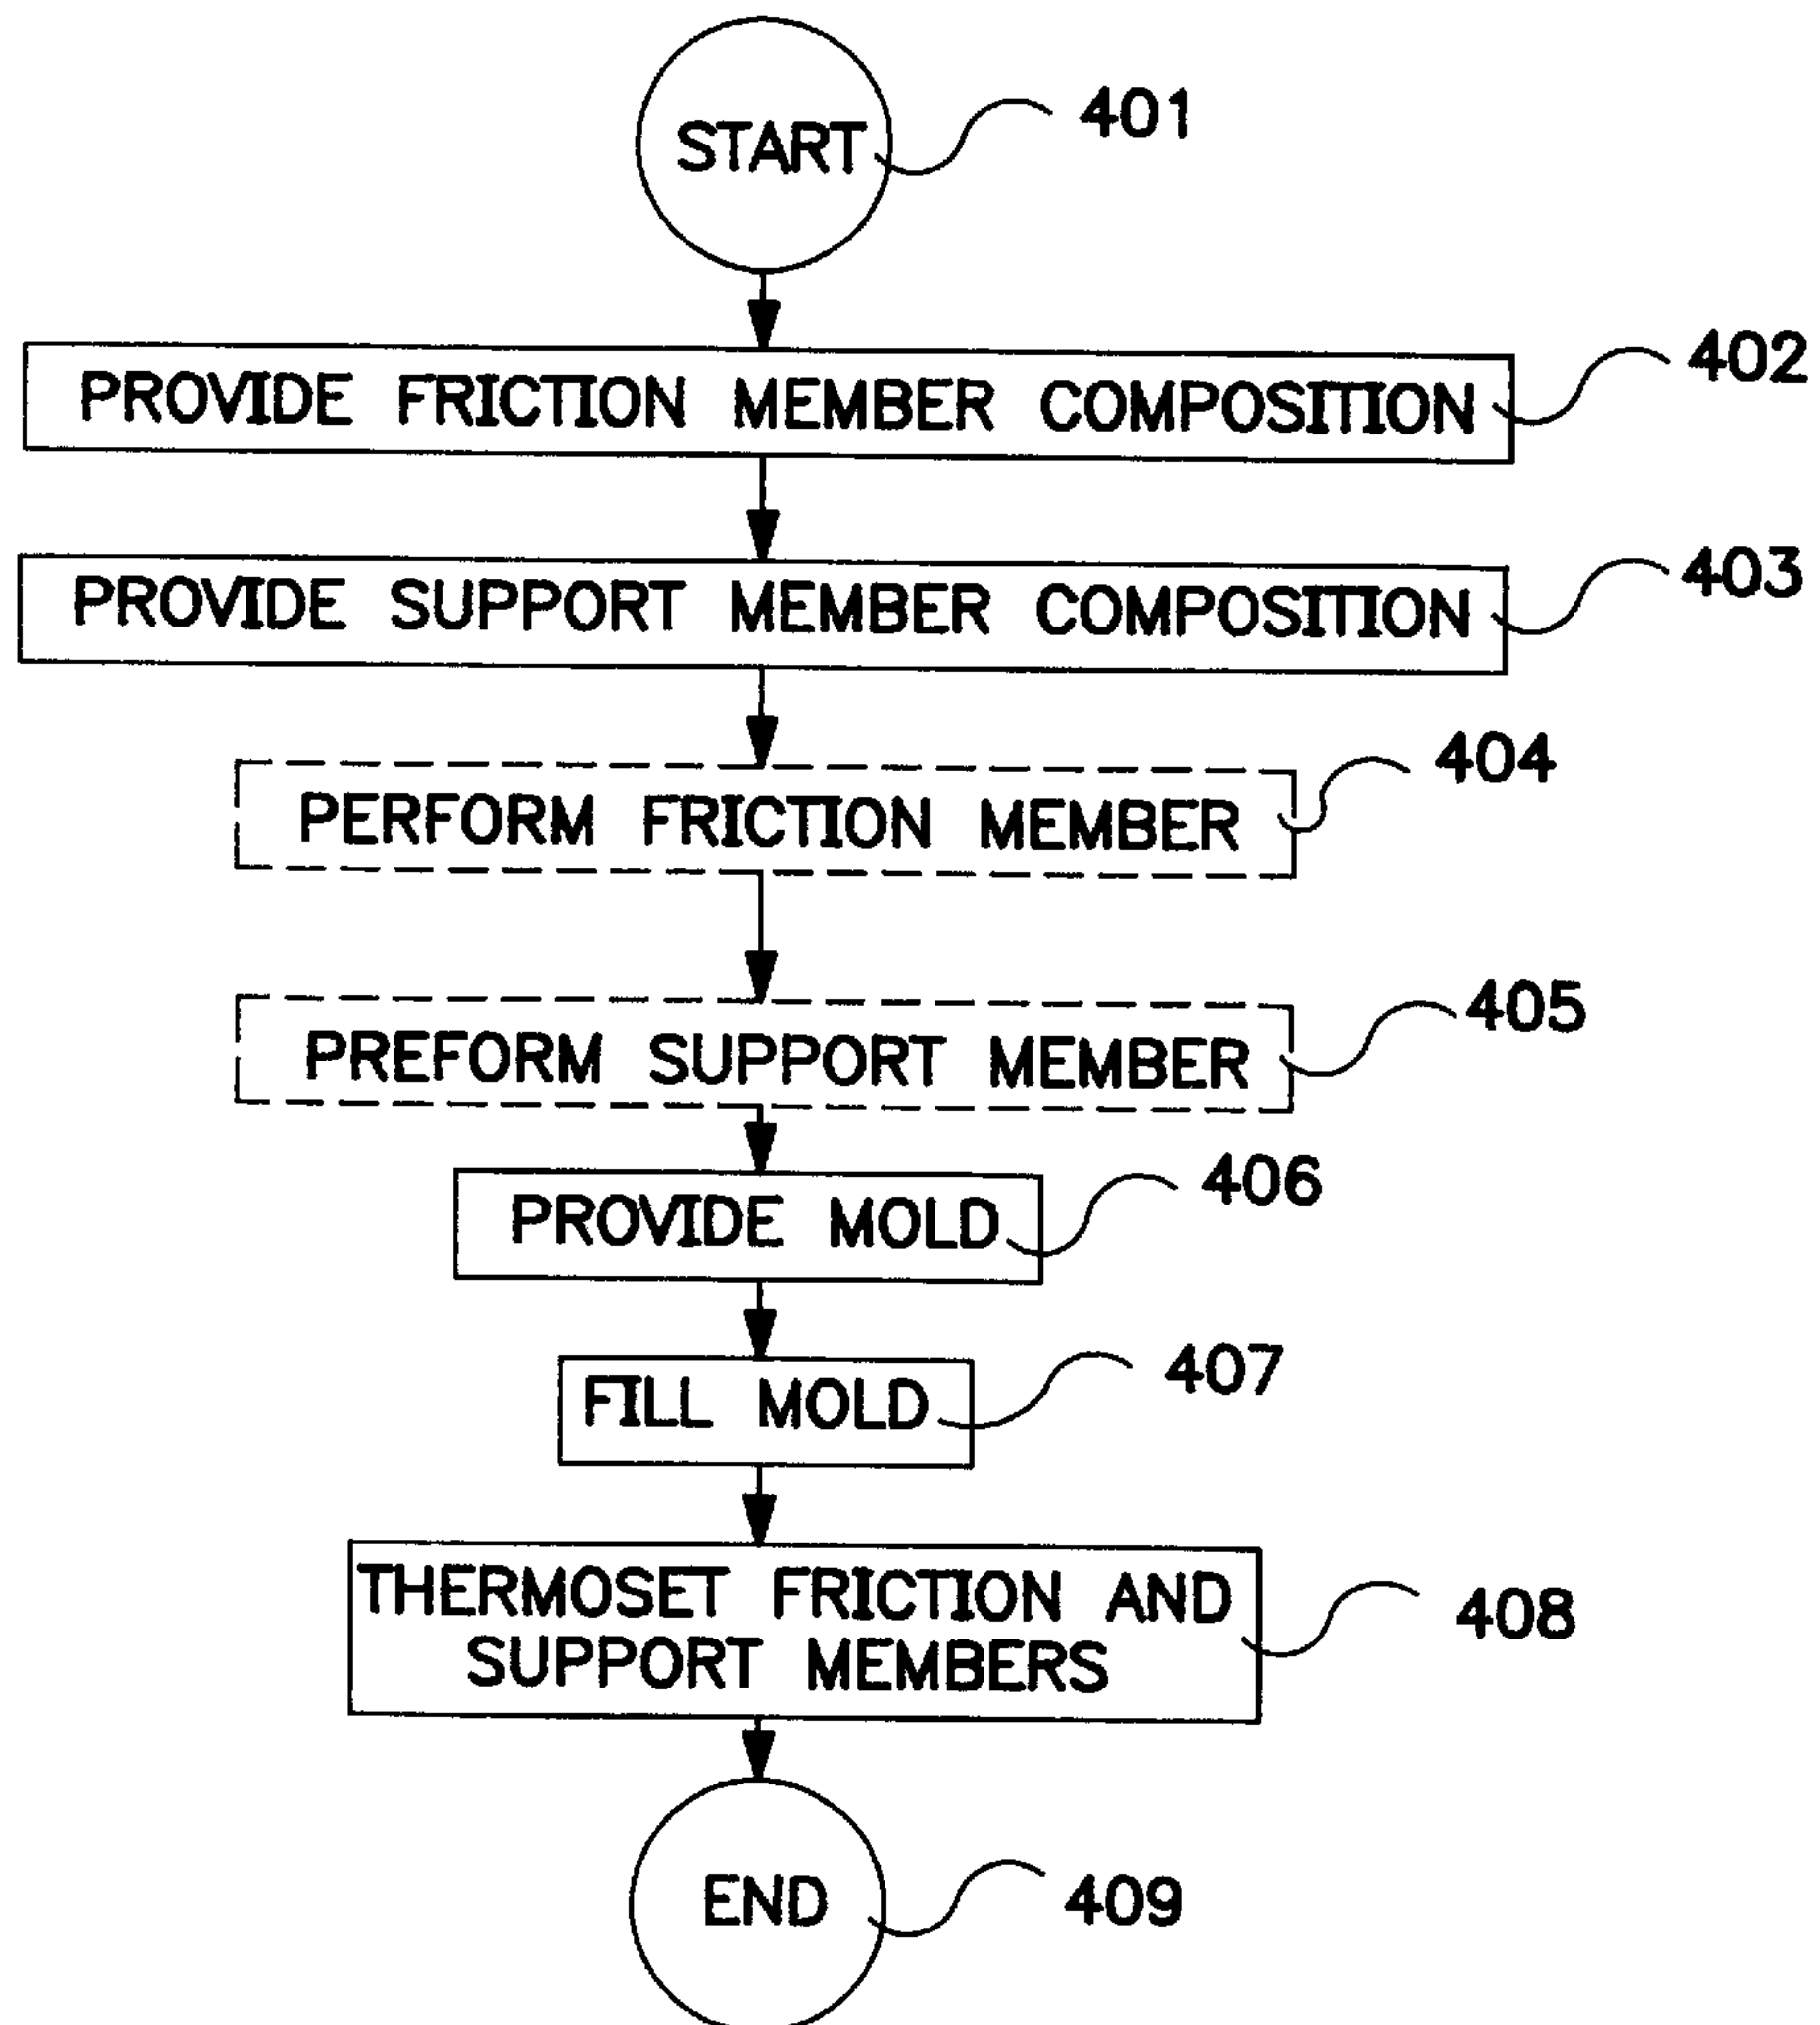 START
401
PROVIDE FRICTION MEMBER COMPOSITION
402
PROVIDE SUPPORT MEMBER COMPOSITION
403
PERFORM FRICTION MEMBER
404
PREFORM SUPPORT MEMBER
405
PROVIDE MOLD
406
FILL MOLD
407
THERMOSET FRICTION AND
SUPPORT MEMBERS
408
END
409